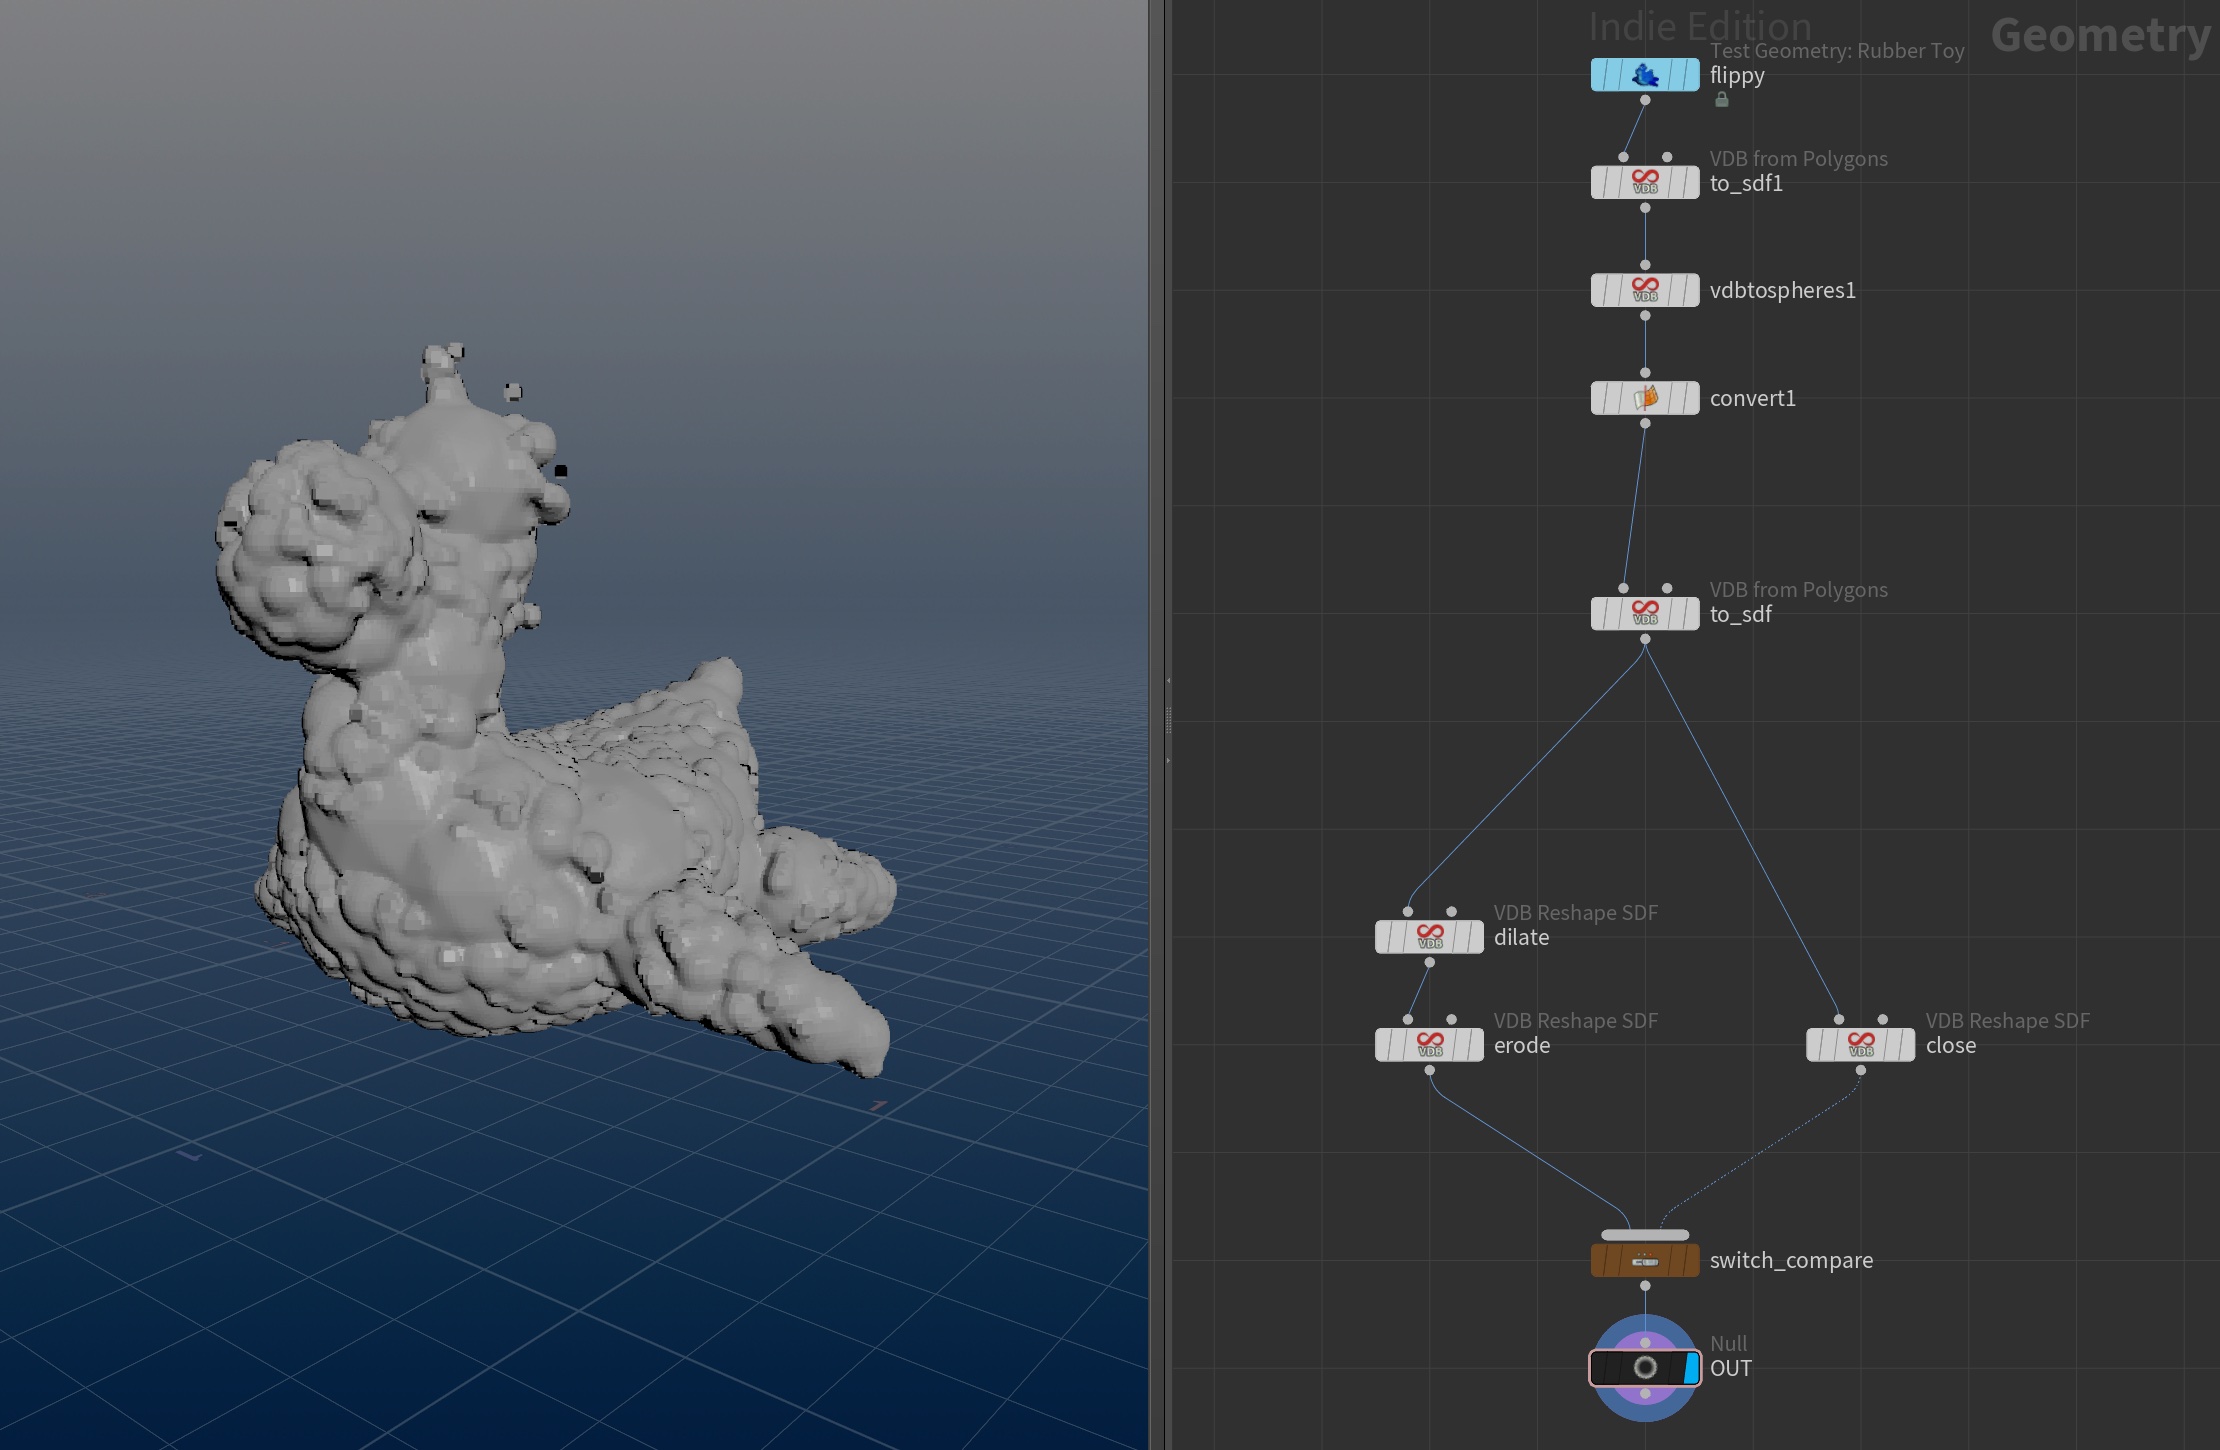 Indie Edition
Geometry
Test Geometry: Rubber Toy
flippy
VDB from Polygons
VDB
to_sdf1
VDB
vdbtospheres1
convert1
VDB from Polygons
VDB
to_sdf
VDB Reshape SDF
VDB
dilate
VDB Reshape SDF
VDB
erode
VDB Reshape SDF
VDB
close
switch_compare
Null
OUT
1
1